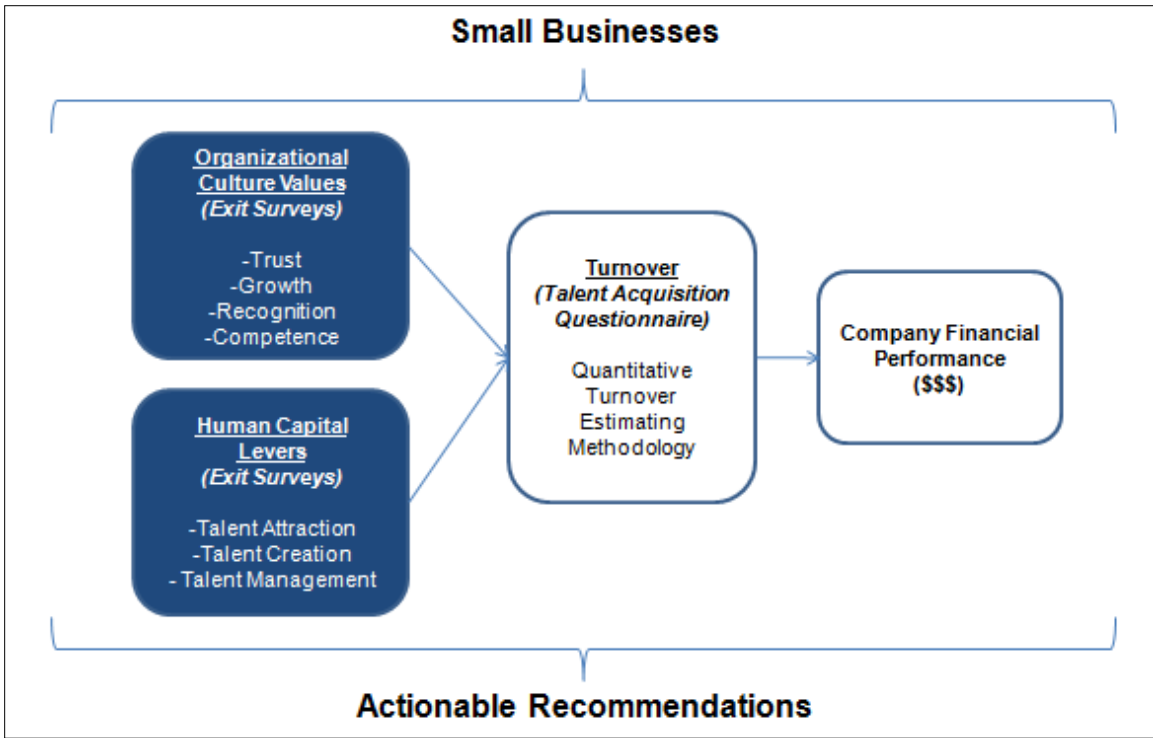 Small Businesses
Organizational
Culture Values
(Exit Surveys)
-Trust
-Growth
-Recognition
-Competence
Human Capital
Levers
(Exit Surveys)
-Talent Attraction
-Talent Creation
- Talent Management
Turnover
(Talent Acquisition
Questionnaire)
Quantitative
Turnover
Estimating
Methodology
Company Financial
Performance
($$$)
Actionable Recommendations